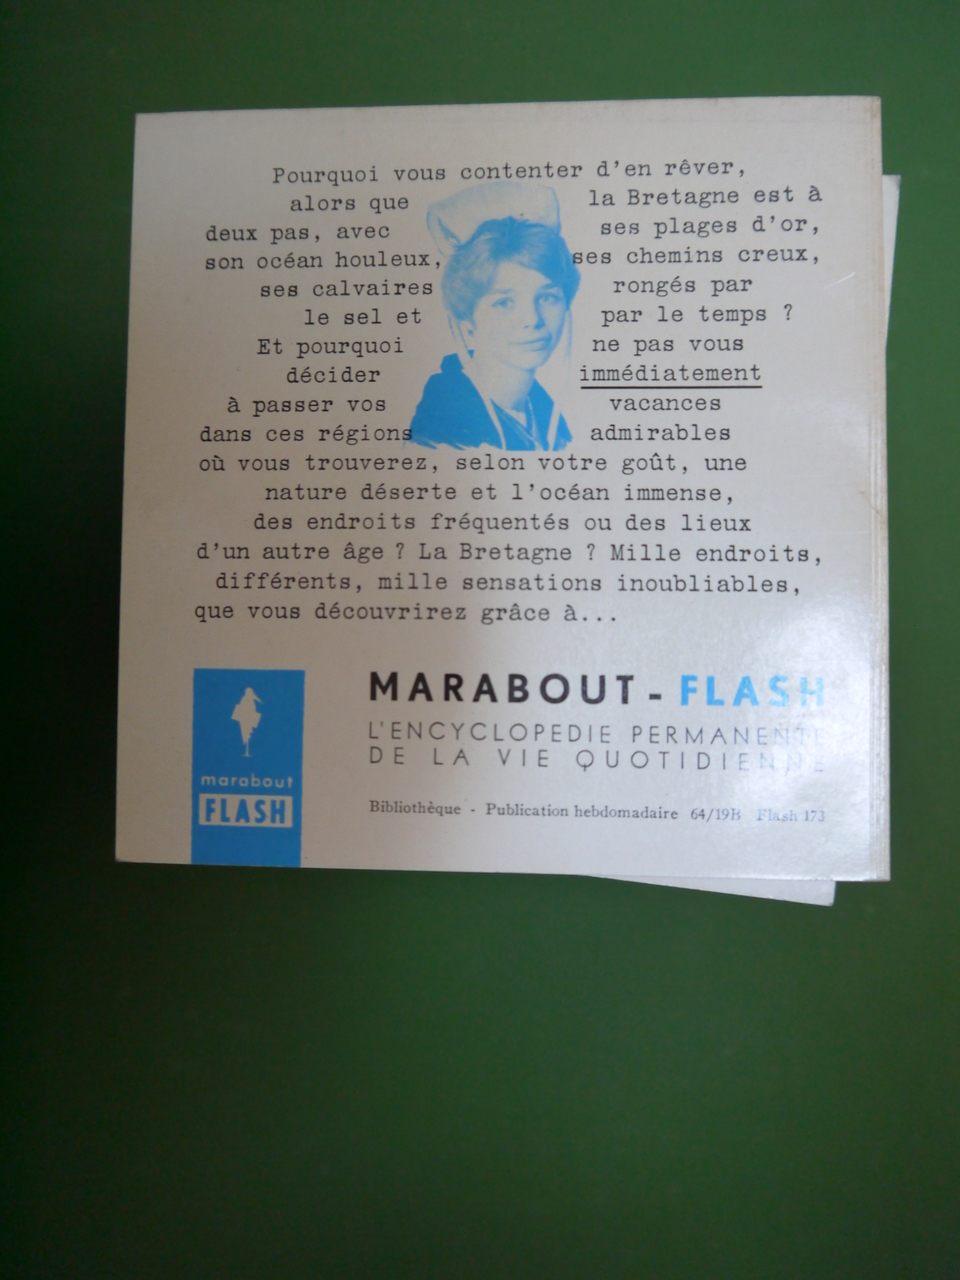 Pourquoi vous contenter d'en rêver,
alors que la Bretagne est à
deux pas, avec ses plages d'or,
son océan houleux, ses chemins creux,
ses calvaires rongés par
le sel et par le temps ?
Et pourquoi ne pas vous
décider immédiatement
à passer vos vacances
dans ces régions admirables
où vous trouverez, selon votre goût, une
nature déserte et l'océan immense,
des endroits fréquentés ou des lieux
d'un autre âge ? La Bretagne ? Mille endroits,
différents, mille sensations inoubliables,
que vous découvrirez grâce à...
MARABOUT - FLASH
L'ENCYCLOPEDIE PERMANENTE
DE LA VIE QUOTIDIENNE
marabout
FLASH
Bibliothèque - Publication hebdomadaire 64/19B Flash 173